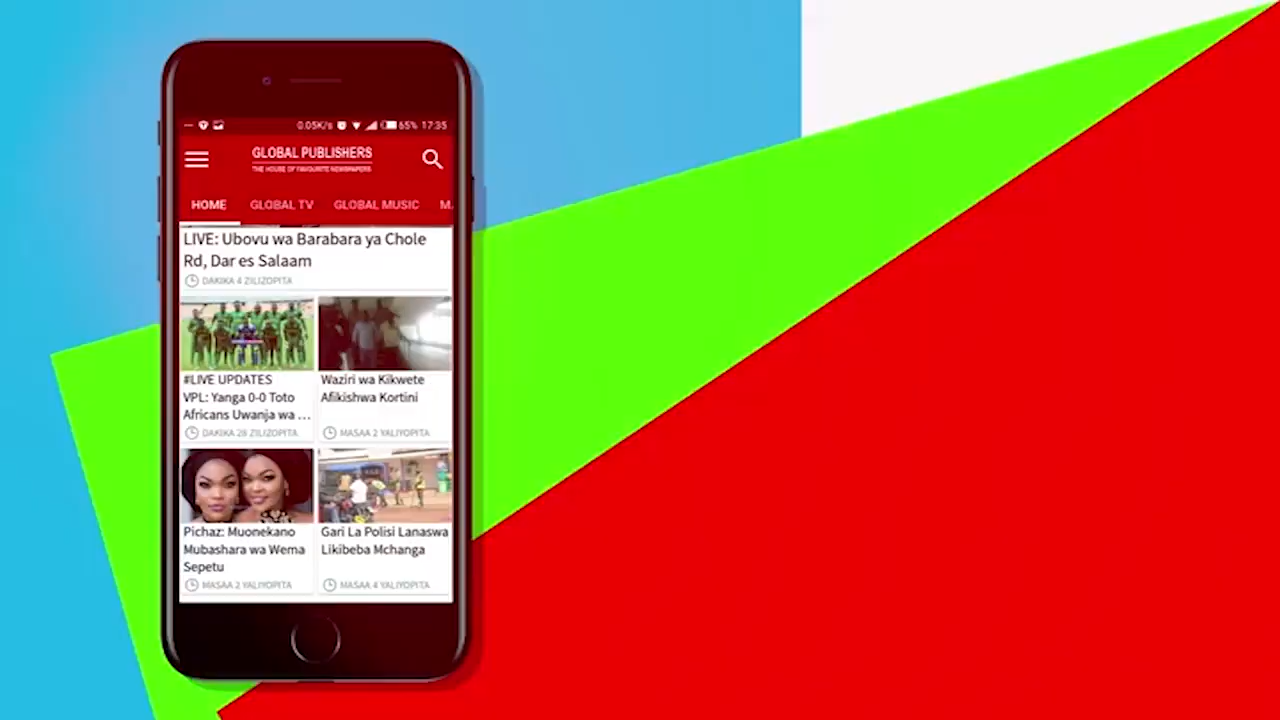 0.05K/s 65% 17:35
GLOBAL PUBLISHERS
THE HOUSE OF FAVOURITE NEWSPAPERS
HOME GLOBAL TV GLOBAL MUSIC M
LIVE: Ubovu wa Barabara ya Chole
Rd, Dar es Salaam
DAKIKA 4 ZILIZOPITA
#LIVE UPDATES
VPL: Yanga 0-0 Toto
Africans Uwanja wa ...
DAKIKA 28 ZILIZOPITA
Waziri wa Kikwete
Afikishwa Kortini
MASAA 2 YALIYOPITA
Pichaz: Muonekano
Mubashara wa Wema
Sepetu
MASAA 2 YALIYOPITA
Gari La Polisi Lanaswa
Likibeba Mchanga
MASAA 4 YALIYOPITA